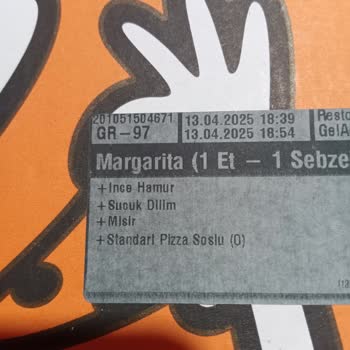 201051504671 13.04.2025 18:39 Resto
GR-97 13.04.2025 18:54 GelA
Margarita (1 Et - 1 Sebze
+Ince Hamur
+Sucuk Dilim
+Misir
+Standart Pizza Soslu (0)